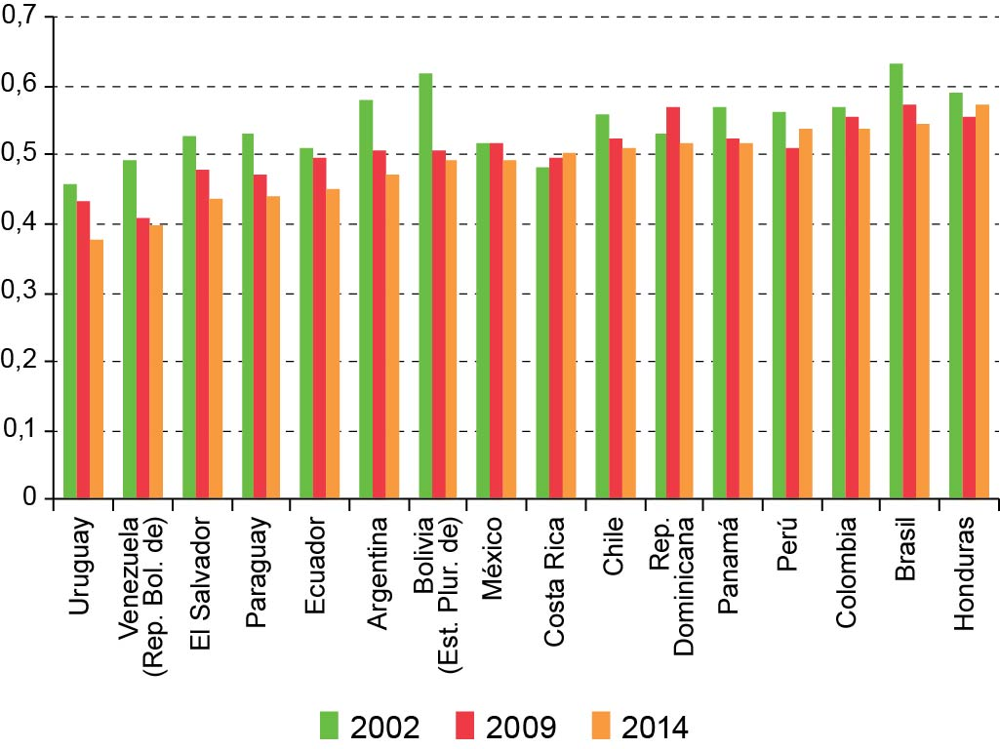 0,7
0,6
0,5
0,4
0,3
0,2
0,1
0
Uruguay
Venezuela
(Rep. Bol. de)
El Salvador
Paraguay
Ecuador
Argentina
Bolivia
(Est. Plur. de)
México
Costa Rica
Chile
Rep.
Dominicana
Panamá
Perú
Colombia
Brasil
Honduras
2002 2009 2014